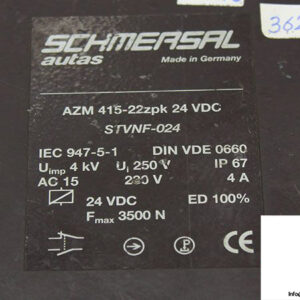 362
SCHMERSAL
autas
Made in Germany
AZM 415-22zpk 24 VDC
STVNF-024
IEC 947-5-1 DIN VDE 0660
Uimp 4 kV Ui 250 V IP 67
AC 15 230 V 4 A
24 VDC ED 100%
Fmax 3500 N
P
CE